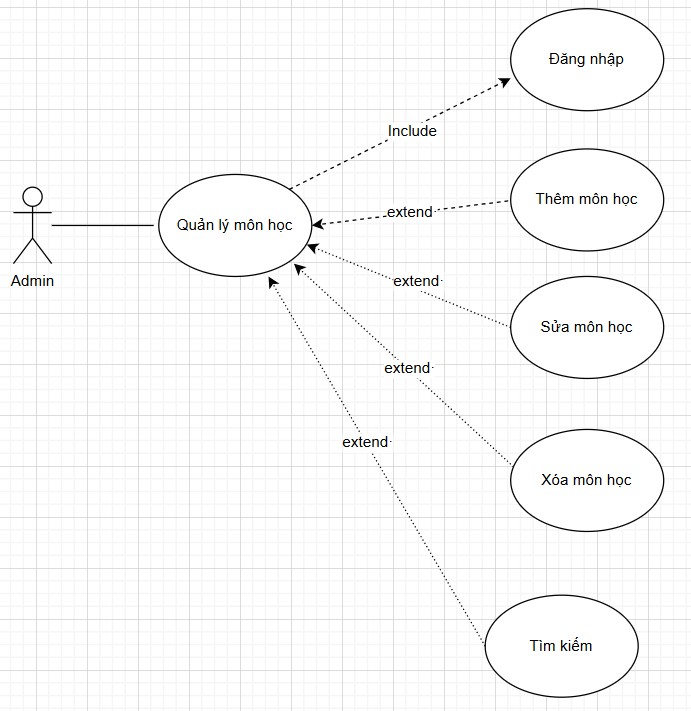 Đăng nhập
Include
Thêm môn học
extend
Quản lý môn học
Admin
extend
Sửa môn học
extend
extend
Xóa môn học
Tìm kiếm